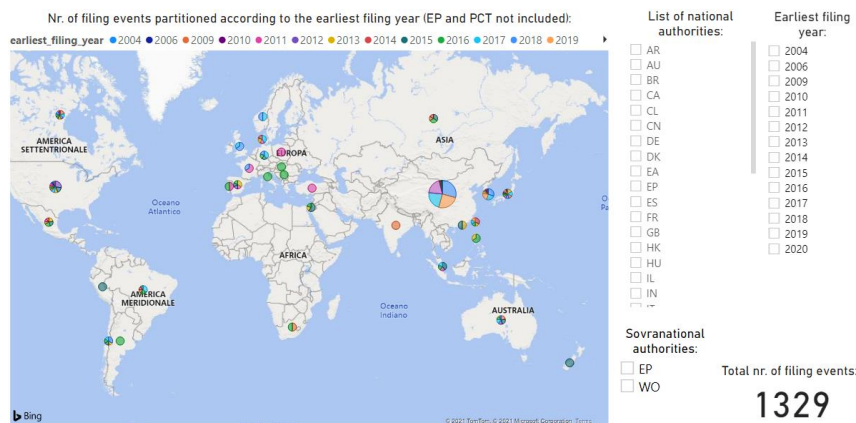 Nr. of filing events partitioned according to the earliest filing year (EP and PCT not included):
earliest_filing_year 2004 2006 2009 2010 2011 2012 2013 2014 2015 2016 2017 2018 2019
AMERICA
SETTENTRIONALE
EUROPA
ASIA
Oceano
Atlantico
AFRICA
AMERICA
MERIDIONALE
Oceano
Indiano
AUSTRALIA
Oc
Pa
Bing
© 2021 TomTom, © 2021 Microsoft Corporation Terms
List of national
authorities:
AR
AU
BR
CA
CL
CN
DE
DK
EA
EP
ES
FR
GB
HK
HU
IL
IN
Earliest filing
year:
2004
2006
2009
2010
2011
2012
2013
2014
2015
2016
2017
2018
2019
2020
Sovranational
authorities:
EP
WO
Total nr. of filing events:
1329